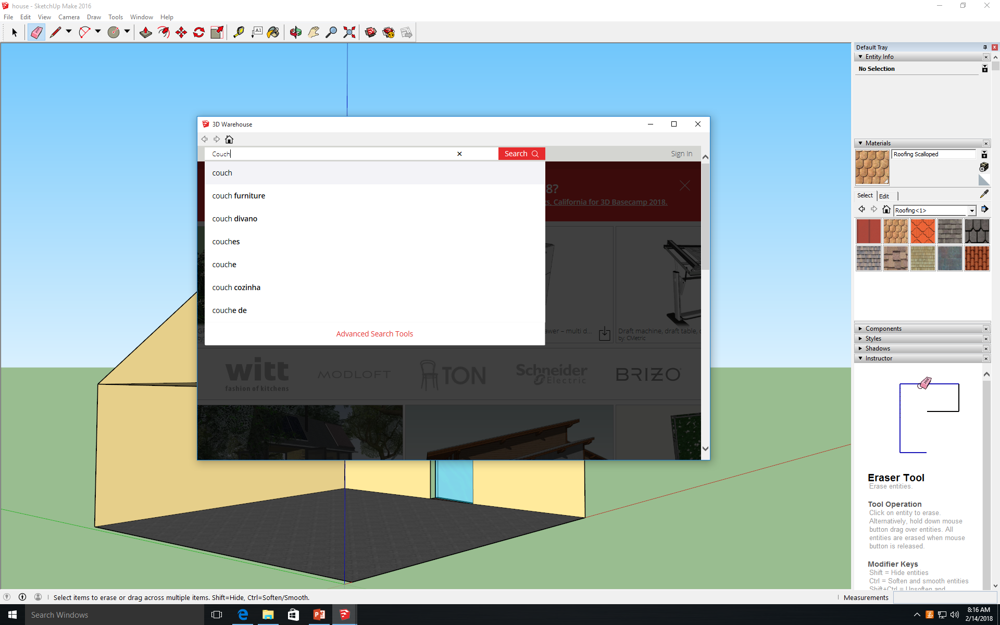 house - SketchUp Make 2016
File Edit View Camera Draw Tools Window Help
A1
Default Tray
Entity Info
No Selection
3D Warehouse
Couch
Search
Sign In
couch
couch furniture
couch divano
couches
couche
couch cozinha
couche de
Advanced Search Tools
8?
s, California for 3D Basecamp 2018.
by:
awer – multi d...
Draft machine, draft table,
by: CMetric
witt
fashion of kitchens
MODLOFT
TON
Schneider
Electric
BRIZO
Materials
Roofing Scalloped
Select Edit
Roofing<1>
Components
Styles
Shadows
Instructor
Eraser Tool
Erase entities.
Tool Operation
Click on entity to erase.
Alternatively, hold down mouse
button drag over entities. All
entities are erased when mouse
button is released.
Modifier Keys
Shift = Hide entities
Ctrl = Soften and smooth entities
Shift+Ctrl = Unsoften and
Select items to erase or drag across multiple items. Shift=Hide, Ctrl=Soften/Smooth.
Measurements
Search Windows
8:16 AM
2/14/2018